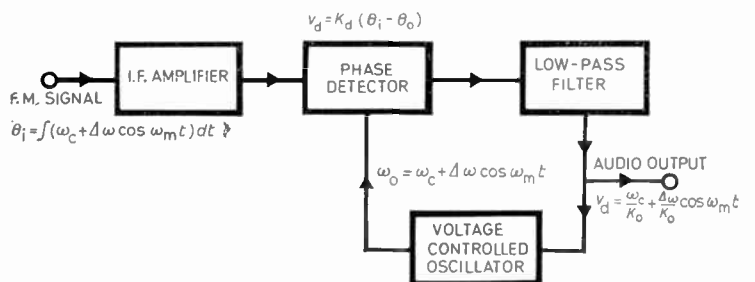 v_d = K_d (θ_i − θ_o)
I.F. AMPLIFIER
PHASE
DETECTOR
LOW-PASS
FILTER
F.M. SIGNAL
θ_i = ∫(ω_c + Δω cos ω_m t) dt
ω_o = ω_c + Δω cos ω_m t
AUDIO OUTPUT
v_d = ω_c/K_o + Δω/K_o cos ω_m t
VOLTAGE
CONTROLLED
OSCILLATOR